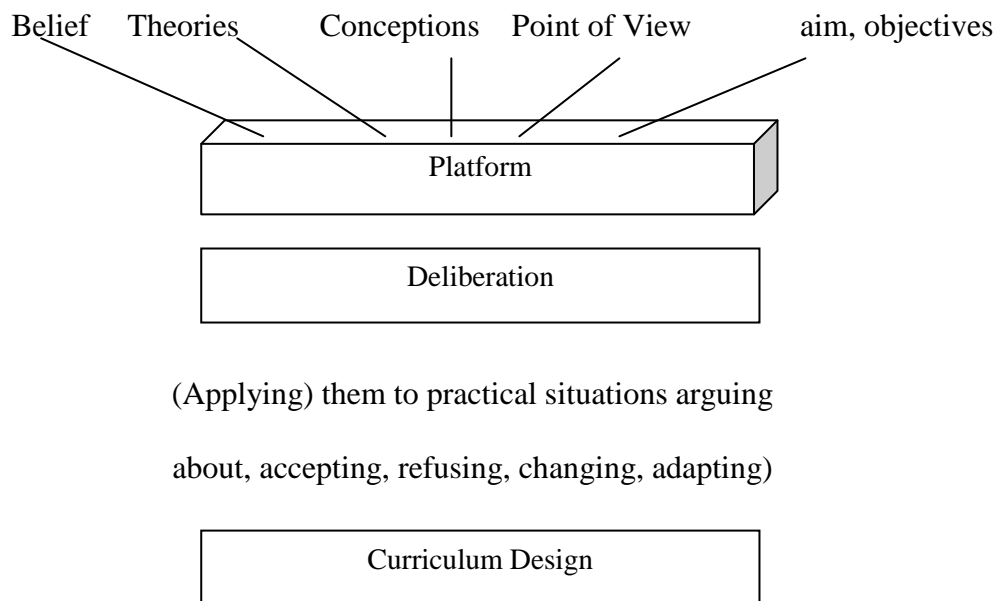 Belief Theories Conceptions Point of View aim, objectives
Platform
Deliberation
(Applying) them to practical situations arguing
about, accepting, refusing, changing, adapting)
Curriculum Design